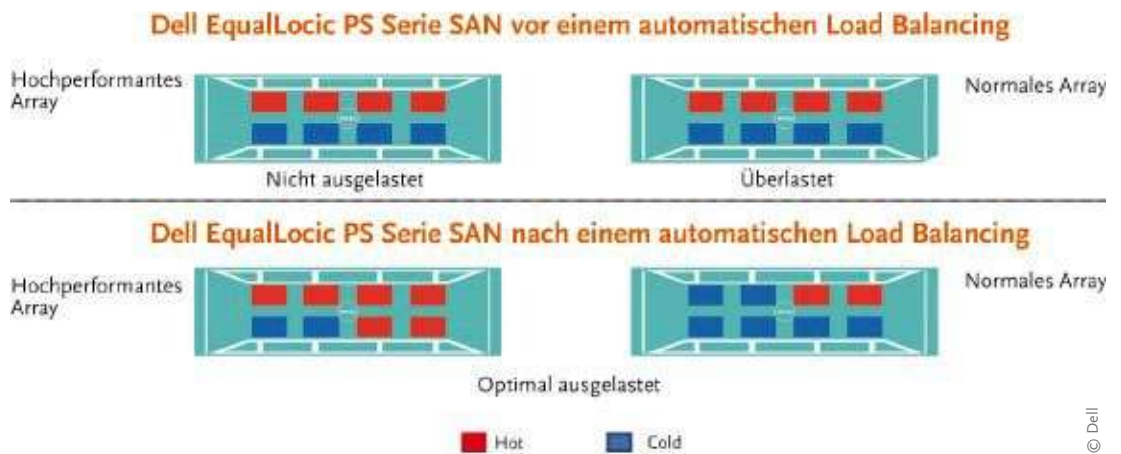 Dell EqualLocic PS Serie SAN vor einem automatischen Load Balancing
Hochperformantes
Array
Normales Array
Nicht ausgelastet
Überlastet
Dell EqualLocic PS Serie SAN nach einem automatischen Load Balancing
Hochperformantes
Array
Normales Array
Optimal ausgelastet
Hot
Cold
© Dell